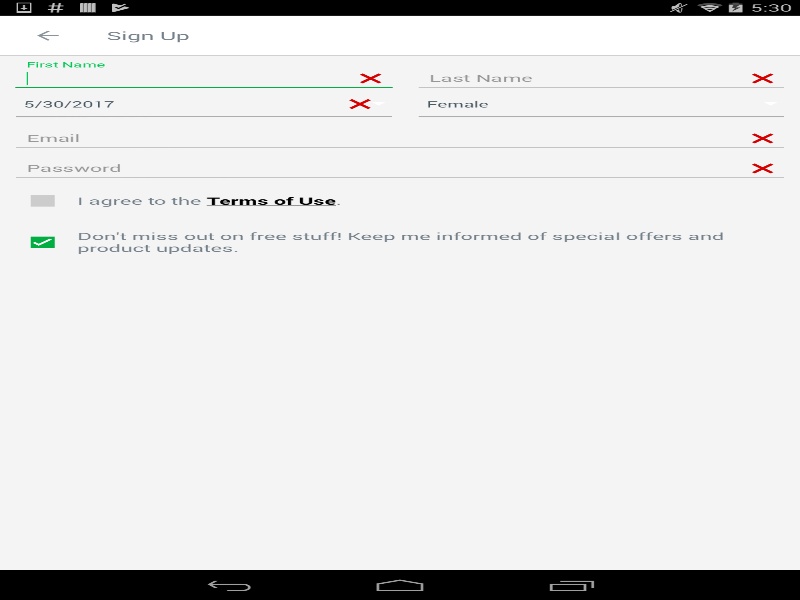 5:30
Sign Up
First Name
Last Name
5/30/2017
Female
Email
Password
I agree to the Terms of Use.
Don't miss out on free stuff! Keep me informed of special offers and
product updates.